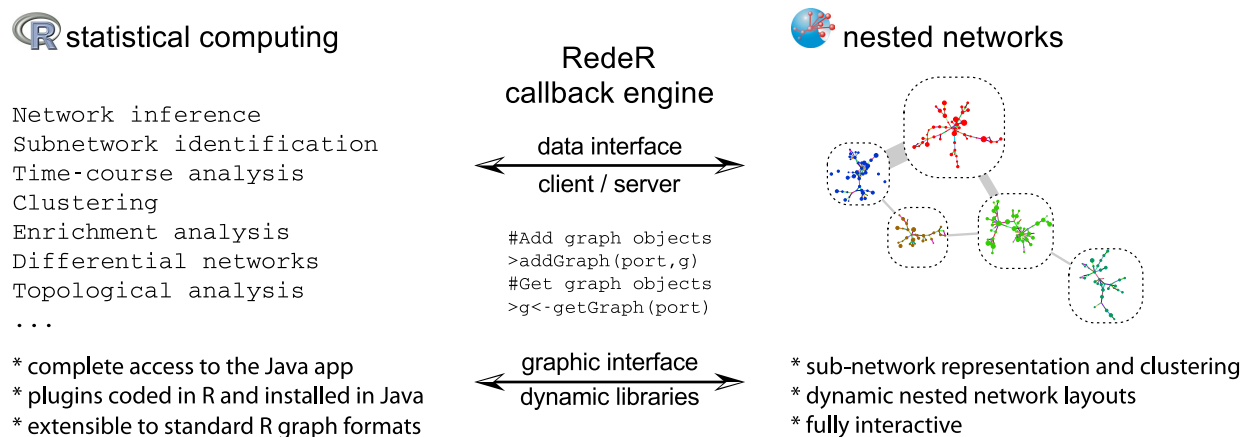 R statistical computing
Network inference
Subnetwork identification
Time-course analysis
Clustering
Enrichment analysis
Differential networks
Topological analysis
...
* complete access to the Java app
* plugins coded in R and installed in Java
* extensible to standard R graph formats
RedeR
callback engine
data interface
client / server
#Add graph objects
>addGraph(port,g)
#Get graph objects
>g<-getGraph(port)
graphic interface
dynamic libraries
nested networks
* sub-network representation and clustering
* dynamic nested network layouts
* fully interactive